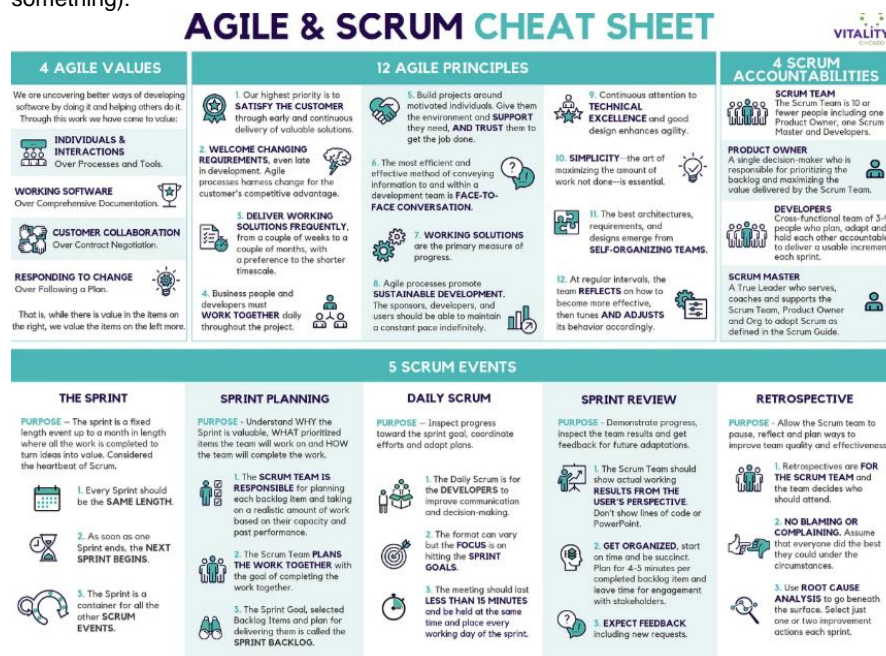 something).
AGILE & SCRUM CHEAT SHEET
VITALITY
CHICAGO
4 AGILE VALUES
We are uncovering better ways of developing
software by doing it and helping others do it.
Through this work we have come to value:
INDIVIDUALS &
INTERACTIONS
Over Processes and Tools.
WORKING SOFTWARE
Over Comprehensive Documentation.
CUSTOMER COLLABORATION
Over Contract Negotiation.
RESPONDING TO CHANGE
Over Following a Plan.
That is, while there is value in the items on
the right, we value the items on the left more.
12 AGILE PRINCIPLES
1. Our highest priority is to
SATISFY THE CUSTOMER
through early and continuous
delivery of valuable solutions.
2. WELCOME CHANGING
REQUIREMENTS, even late
in development. Agile
processes harness change for the
customer's competitive advantage.
3. DELIVER WORKING
SOLUTIONS FREQUENTLY,
from a couple of weeks to a
couple of months, with
a preference to the shorter
timescale.
4. Business people and
developers must
WORK TOGETHER daily
throughout the project.
5. Build projects around
motivated individuals. Give them
the environment and SUPPORT
they need, AND TRUST them to
get the job done.
6. The most efficient and
effective method of conveying
information to and within a
development team is FACE-TO-
FACE CONVERSATION.
7. WORKING SOLUTIONS
are the primary measure of
progress.
8. Agile processes promote
SUSTAINABLE DEVELOPMENT.
The sponsors, developers, and
users should be able to maintain
a constant pace indefinitely.
9. Continuous attention to
TECHNICAL
EXCELLENCE and good
design enhances agility.
10. SIMPLICITY--the art of
maximizing the amount of
work not done--is essential.
11. The best architectures,
requirements, and
designs emerge from
SELF-ORGANIZING TEAMS.
12. At regular intervals, the
team REFLECTS on how to
become more effective,
then tunes AND ADJUSTS
its behavior accordingly.
4 SCRUM
ACCOUNTABILITIES
SCRUM TEAM
The Scrum Team is 10 or
fewer people including one
Product Owner, one Scrum
Master and Developers.
PRODUCT OWNER
A single decision-maker who is
responsible for prioritizing the
backlog and maximizing the
value delivered by the Scrum Team.
DEVELOPERS
Cross-functional team of 3-9
people who plan, adapt and
hold each other accountable
to deliver a usable increment
each sprint.
SCRUM MASTER
A True Leader who serves,
coaches and supports the
Scrum Team, Product Owner
and Org to adopt Scrum as
defined in the Scrum Guide.
5 SCRUM EVENTS
THE SPRINT
PURPOSE – The sprint is a fixed
length event up to a month in length
where all the work is completed to
turn ideas into value. Considered
the heartbeat of Scrum.
1. Every Sprint should
be the SAME LENGTH.
2. As soon as one
Sprint ends, the NEXT
SPRINT BEGINS.
3. The Sprint is a
container for all the
other SCRUM
EVENTS.
SPRINT PLANNING
PURPOSE - Understand WHY the
Sprint is valuable, WHAT prioritized
items the team will work on and HOW
the team will complete the work.
1. The SCRUM TEAM IS
RESPONSIBLE for planning
each backlog item and taking
on a realistic amount of work
based on their capacity and
past performance.
2. The Scrum Team PLANS
THE WORK TOGETHER with
the goal of completing the
work together.
3. The Sprint Goal, selected
Backlog Items and plan for
delivering them is called the
SPRINT BACKLOG.
DAILY SCRUM
PURPOSE – Inspect progress
toward the sprint goal, coordinate
efforts and adapt plans.
1. The Daily Scrum is for
the DEVELOPERS to
improve communication
and decision-making.
2. The format can vary
but the FOCUS is on
hitting the SPRINT
GOALS.
3. The meeting should last
LESS THAN 15 MINUTES
and be held at the same
time and place every
working day of the sprint.
SPRINT REVIEW
PURPOSE - Demonstrate progress,
inspect the team results and get
feedback for future adaptations.
1. The Scrum Team should
show actual working
RESULTS FROM THE
USER'S PERSPECTIVE.
Don't show lines of code or
PowerPoint.
2. GET ORGANIZED, start
on time and be succinct.
Plan for 4-5 minutes per
completed backlog item and
leave time for engagement
with stakeholders.
3. EXPECT FEEDBACK
including new requests.
RETROSPECTIVE
PURPOSE - Allow the Scrum team to
pause, reflect and plan ways to
improve team quality and effectiveness.
1. Retrospectives are FOR
THE SCRUM TEAM and
the team decides who
should attend.
2. NO BLAMING OR
COMPLAINING. Assume
that everyone did the best
they could under the
circumstances.
3. Use ROOT CAUSE
ANALYSIS to go beneath
the surface. Select just
one or two improvement
actions each sprint.